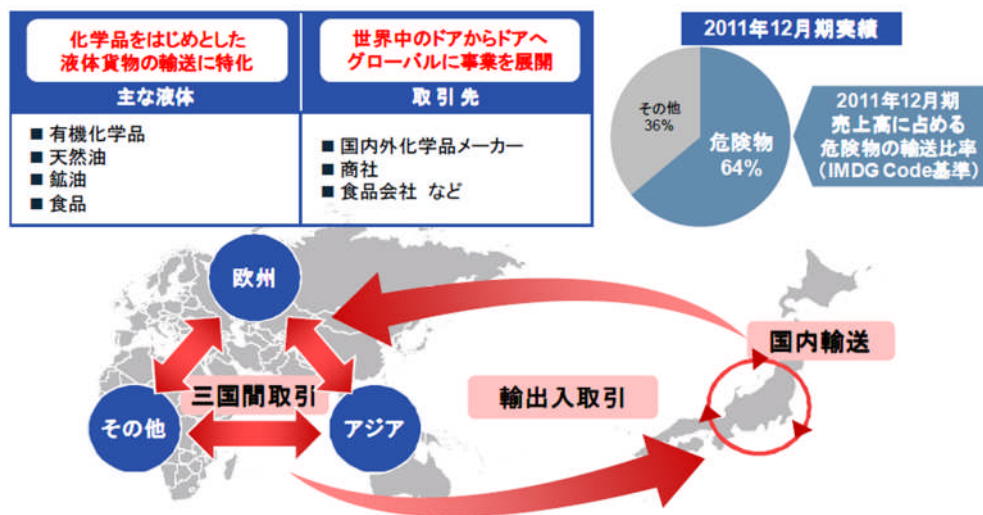 化学品をはじめとした
液体貨物の輸送に特化
世界中のドアからドアへ
グローバルに事業を展開
主な液体
取引先
■ 有機化学品
■ 天然油
■ 鉱油
■ 食品
■ 国内外化学品メーカー
■ 商社
■ 食品会社 など
2011年12月期実績
その他
36%
危険物
64%
2011年12月期
売上高に占める
危険物の輸送比率
(IMDG Code基準)
欧州
国内輸送
三国間取引
輸出入取引
その他
アジア